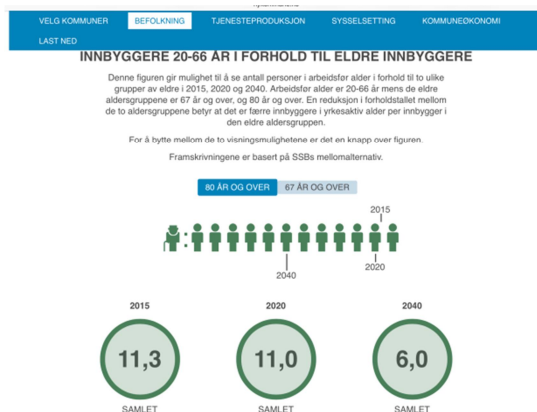 VELG KOMMUNER BEFOLKNING TJENESTEPRODUKSJON SYSSELSETTING KOMMUNEØKONOMI
LAST NED
INNBYGGERE 20-66 ÅR I FORHOLD TIL ELDRE INNBYGGERE
Denne figuren gir mulighet til å se antall personer i arbeidsfør alder i forhold til to ulike
grupper av eldre i 2015, 2020 og 2040. Arbeidsfør alder er 20-66 år mens de eldre
aldersgruppene er 67 år og over, og 80 år og over. En reduksjon i forholdstallet mellom
de to aldersgruppene betyr at det er færre innbyggere i yrkesaktiv alder per innbygger i
den eldre aldersgruppen.
For å bytte mellom de to visningsmulighetene er det en knapp over figuren.
Framskrivningene er basert på SSBs mellomalternativ.
80 ÅR OG OVER 67 ÅR OG OVER
2015
:
2040 2020
2015 2020 2040
11,3 11,0 6,0
SAMLET SAMLET SAMLET